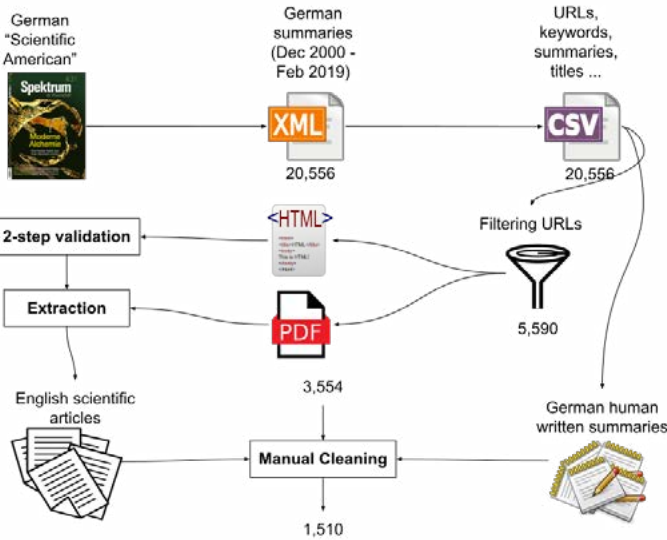 German
“Scientific
American”
German
summaries
(Dec 2000 -
Feb 2019)
URLs,
keywords,
summaries,
titles ...
Spektrum
Moderne
Alchemie
XML
CSV
20,556
20,556
<HTML>
This is HTML!
Filtering URLs
2-step validation
Extraction
PDF
5,590
3,554
English scientific
articles
German human
written summaries
Manual Cleaning
1,510